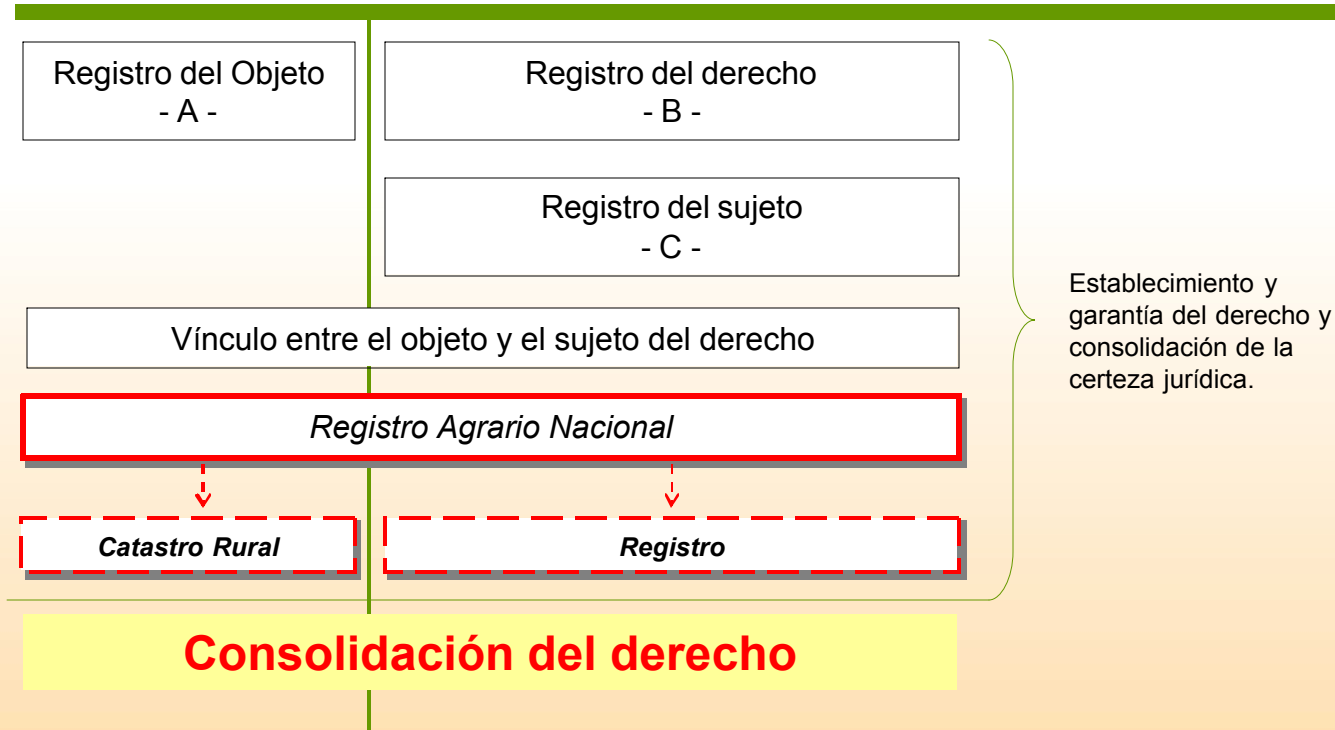 Registro del Objeto
- A -
Registro del derecho
- B -
Registro del sujeto
- C -
Vínculo entre el objeto y el sujeto del derecho
Registro Agrario Nacional
Catastro Rural
Registro
Establecimiento y
garantía del derecho y
consolidación de la
certeza jurídica.
Consolidación del derecho